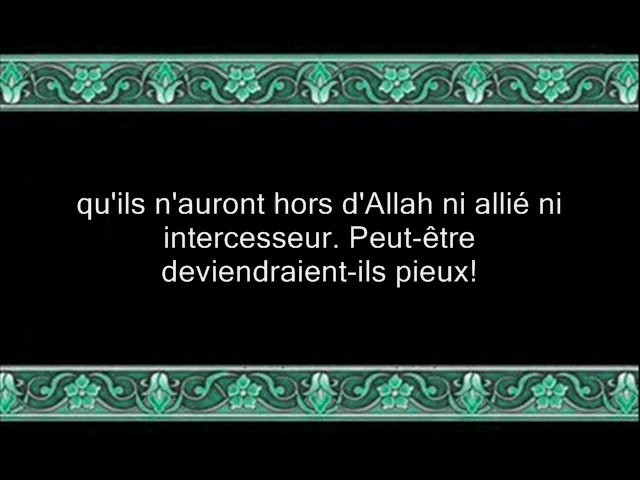 qu'ils n'auront hors d'Allah ni allié ni
intercesseur. Peut-être
deviendraient-ils pieux!